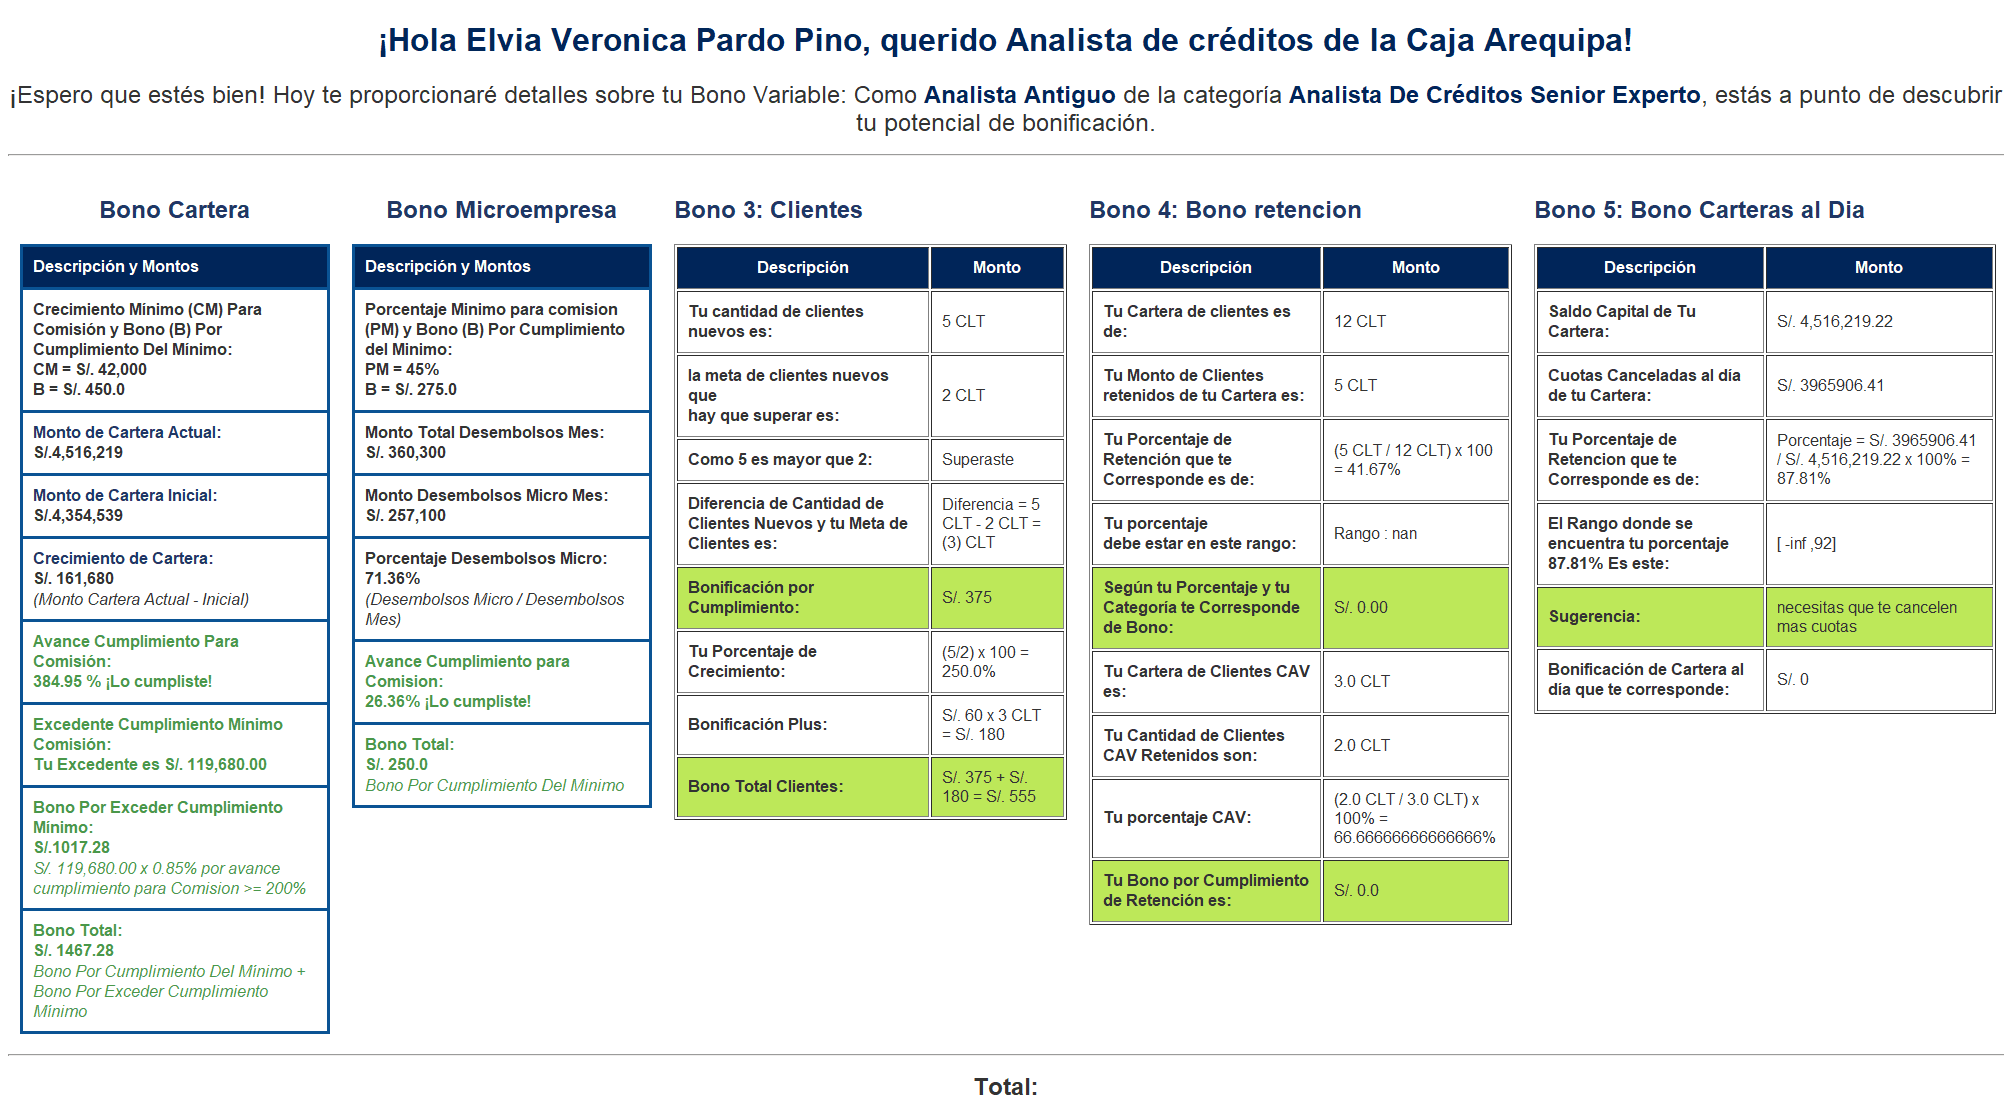 ¡Hola Elvia Veronica Pardo Pino, querido Analista de créditos de la Caja Arequipa!
¡Espero que estés bien! Hoy te proporcionaré detalles sobre tu Bono Variable: Como Analista Antiguo de la categoría Analista De Créditos Senior Experto, estás a punto de descubrir
tu potencial de bonificación.
Bono Cartera
Descripción y Montos
Crecimiento Mínimo (CM) Para
Comisión y Bono (B) Por
Cumplimiento Del Mínimo:
CM = S/. 42,000
B = S/. 450.0
Monto de Cartera Actual:
S/.4,516,219
Monto de Cartera Inicial:
S/.4,354,539
Crecimiento de Cartera:
S/. 161,680
(Monto Cartera Actual - Inicial)
Avance Cumplimiento Para
Comisión:
384.95 % ¡Lo cumpliste!
Excedente Cumplimiento Mínimo
Comisión:
Tu Excedente es S/. 119,680.00
Bono Por Exceder Cumplimiento
Mínimo:
S/.1017.28
S/. 119,680.00 x 0.85% por avance
cumplimiento para Comision >= 200%
Bono Total:
S/. 1467.28
Bono Por Cumplimiento Del Mínimo +
Bono Por Exceder Cumplimiento
Mínimo
Bono Microempresa
Descripción y Montos
Porcentaje Minimo para comision
(PM) y Bono (B) Por Cumplimiento
del Minimo:
PM = 45%
B = S/. 275.0
Monto Total Desembolsos Mes:
S/. 360,300
Monto Desembolsos Micro Mes:
S/. 257,100
Porcentaje Desembolsos Micro:
71.36%
(Desembolsos Micro / Desembolsos
Mes)
Avance Cumplimiento para
Comision:
26.36% ¡Lo cumpliste!
Bono Total:
S/. 250.0
Bono Por Cumplimiento Del Minimo
Bono 3: Clientes
Descripción Monto
Tu cantidad de clientes
nuevos es:
5 CLT
la meta de clientes nuevos
que
hay que superar es:
2 CLT
Como 5 es mayor que 2: Superaste
Diferencia de Cantidad de
Clientes Nuevos y tu Meta de
Clientes es:
Diferencia = 5
CLT - 2 CLT =
(3) CLT
Bonificación por
Cumplimiento:
S/. 375
Tu Porcentaje de
Crecimiento:
(5/2) x 100 =
250.0%
Bonificación Plus:
S/. 60 x 3 CLT
= S/. 180
Bono Total Clientes:
S/. 375 + S/.
180 = S/. 555
Bono 4: Bono retencion
Descripción Monto
Tu Cartera de clientes es
de:
12 CLT
Tu Monto de Clientes
retenidos de tu Cartera es:
5 CLT
Tu Porcentaje de
Retención que te
Corresponde es de:
(5 CLT / 12 CLT) x 100
= 41.67%
Tu porcentaje
debe estar en este rango:
Rango : nan
Según tu Porcentaje y tu
Categoría te Corresponde
de Bono:
S/. 0.00
Tu Cartera de Clientes CAV
es:
3.0 CLT
Tu Cantidad de Clientes
CAV Retenidos son:
2.0 CLT
Tu porcentaje CAV:
(2.0 CLT / 3.0 CLT) x
100% =
66.66666666666666%
Tu Bono por Cumplimiento
de Retención es:
S/. 0.0
Bono 5: Bono Carteras al Dia
Descripción Monto
Saldo Capital de Tu
Cartera:
S/. 4,516,219.22
Cuotas Canceladas al día
de tu Cartera:
S/. 3965906.41
Tu Porcentaje de
Retencion que te
Corresponde es de:
Porcentaje = S/. 3965906.41
/ S/. 4,516,219.22 x 100% =
87.81%
El Rango donde se
encuentra tu porcentaje
87.81% Es este:
[ -inf ,92]
Sugerencia:
necesitas que te cancelen
mas cuotas
Bonificación de Cartera al
día que te corresponde:
S/. 0
Total: